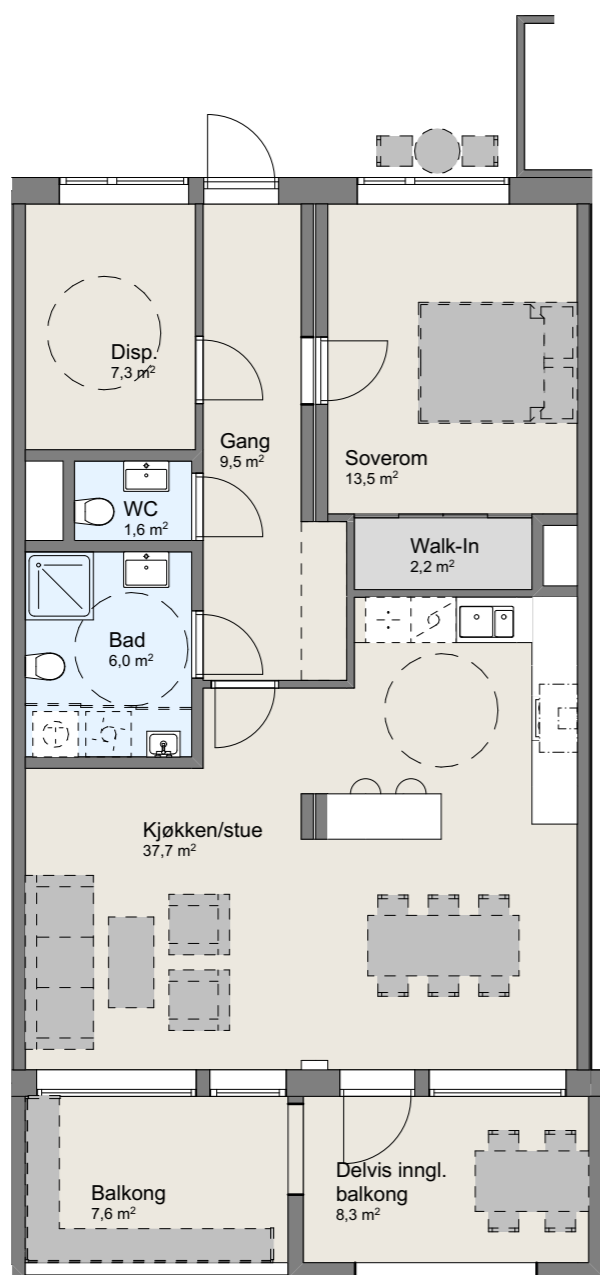 Disp.
7,3 m²
Gang
9,5 m²
Soverom
13,5 m²
WC
1,6 m²
Walk-In
2,2 m²
Bad
6,0 m²
Kjøkken/stue
37,7 m²
Balkong
7,6 m²
Delvis inngl.
balkong
8,3 m²